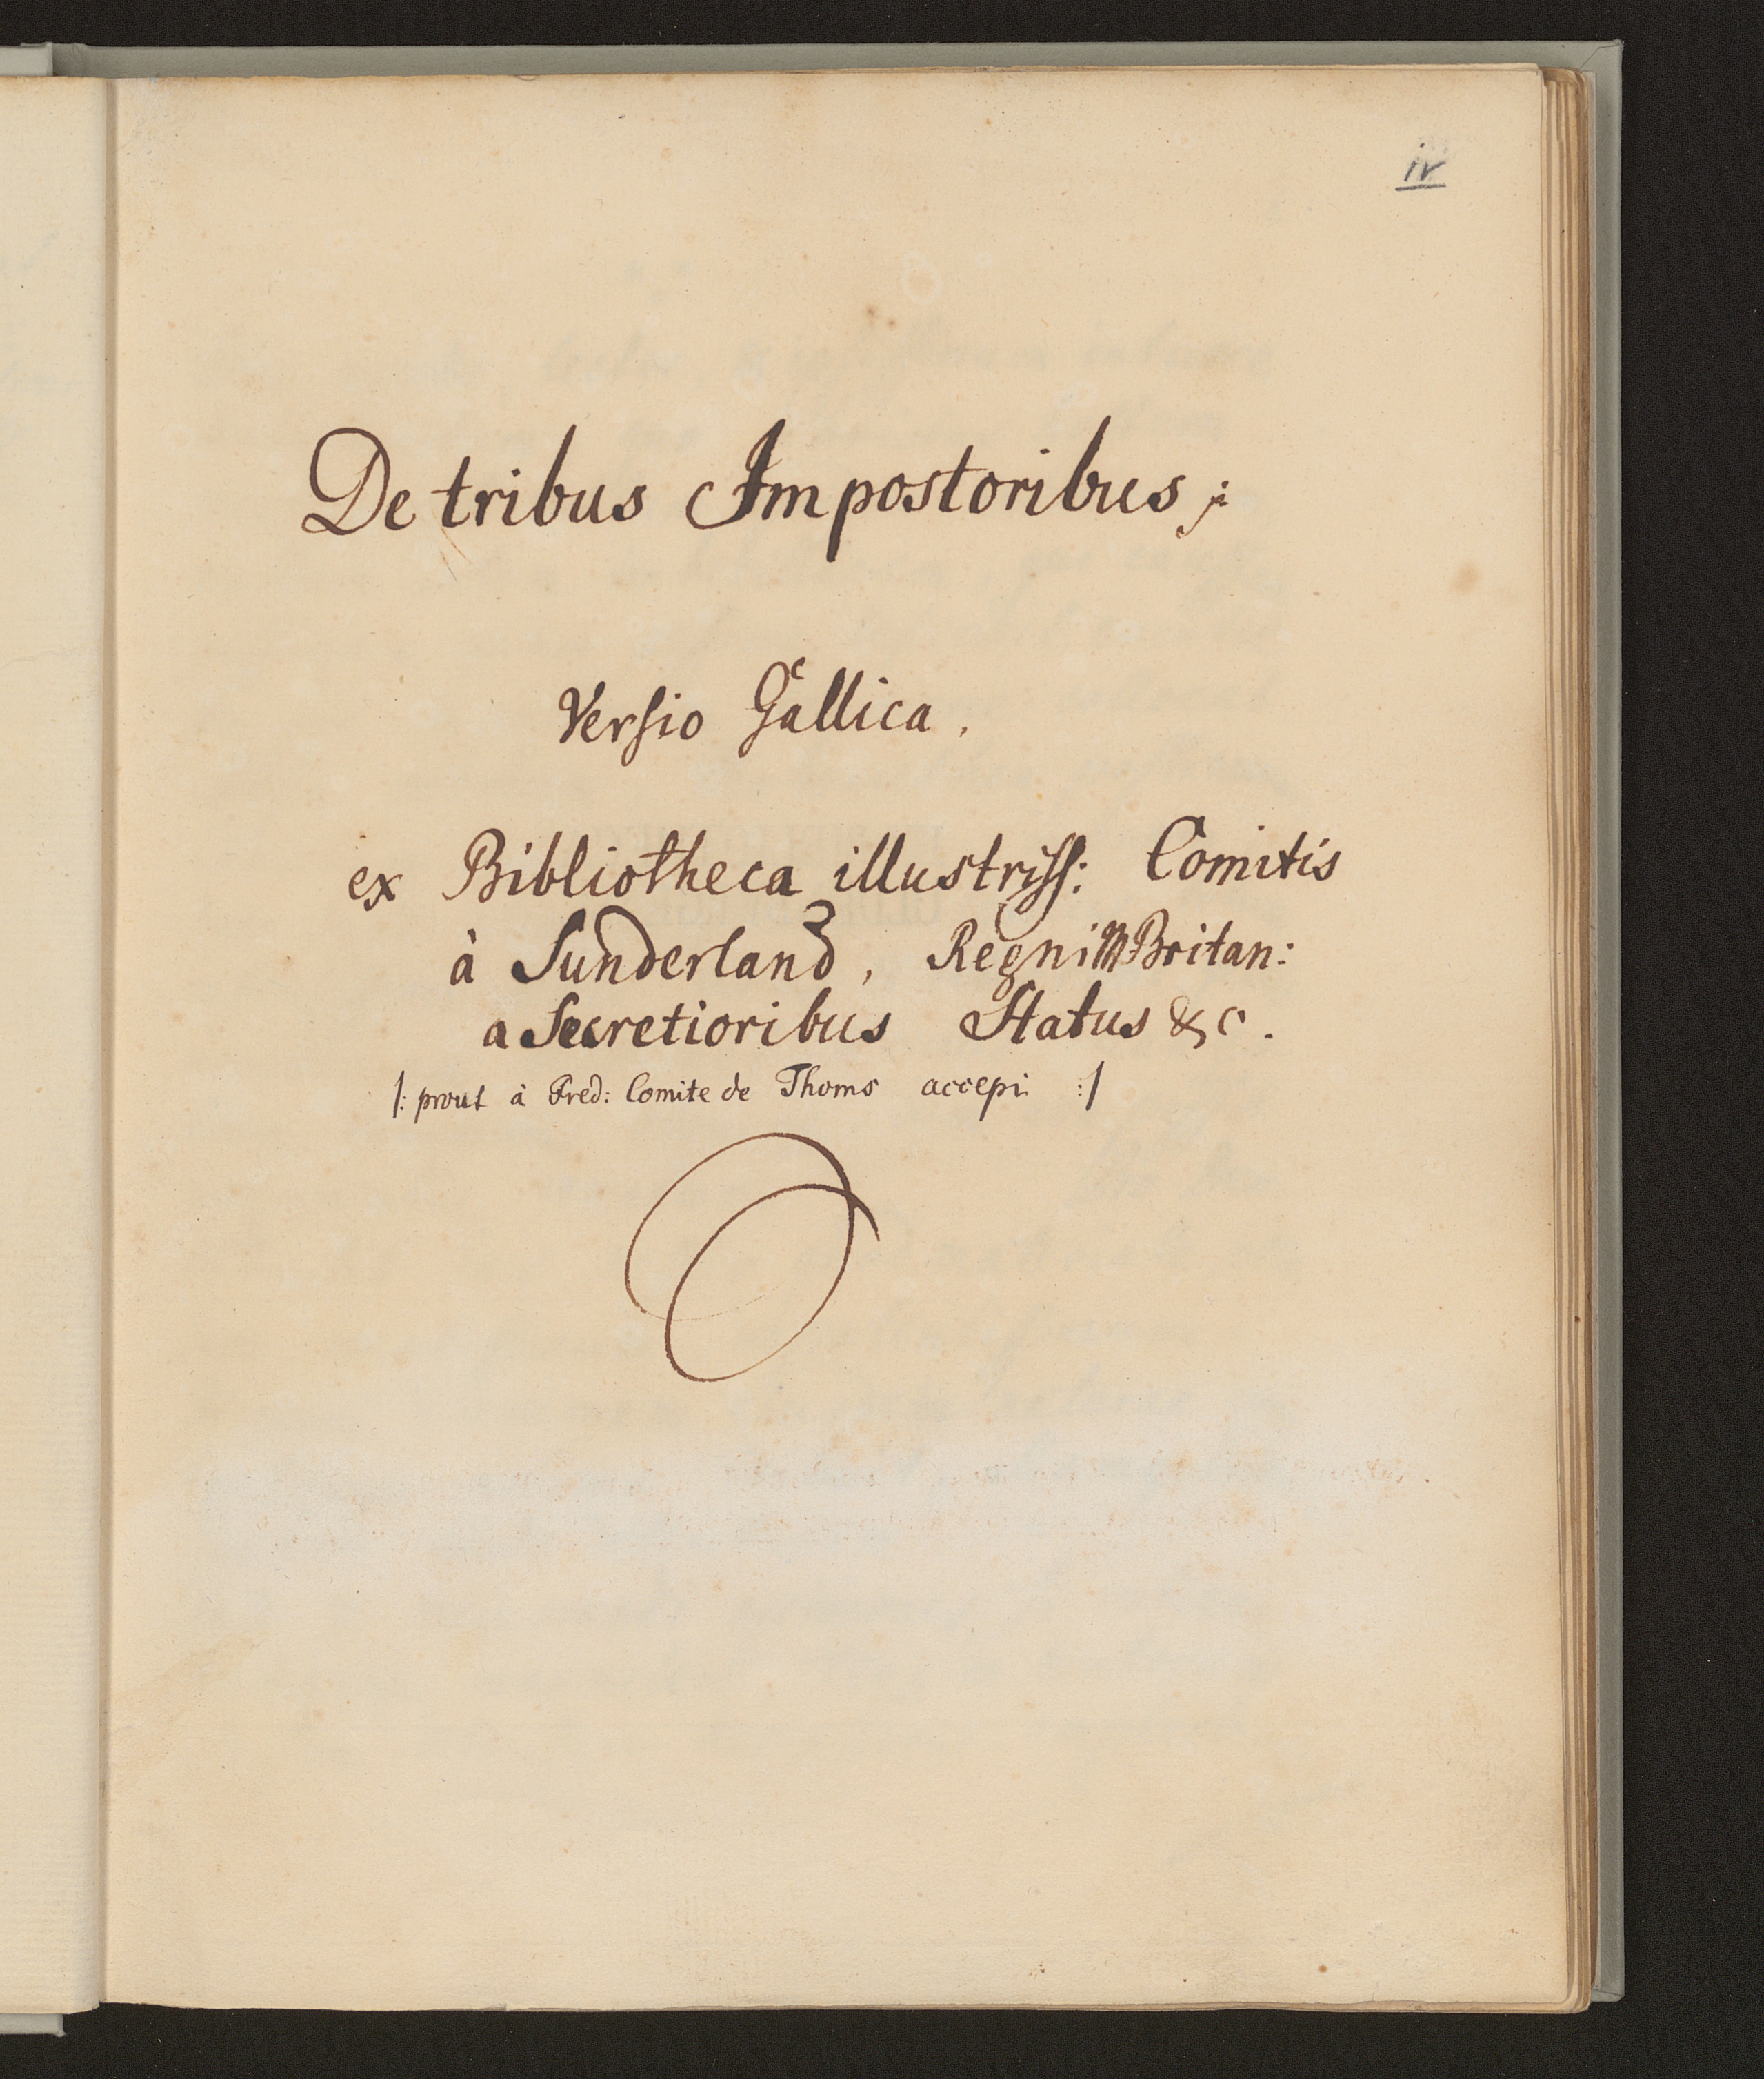 iv
De tribus Impostoribus;
Versio Gallica.
ex Bibliotheca illustriss: Comitis
à Sunderland, Regni M Britan:
a Secretioribus Status &c.
/: prout à Fred: Comite de Thoms accepi :/